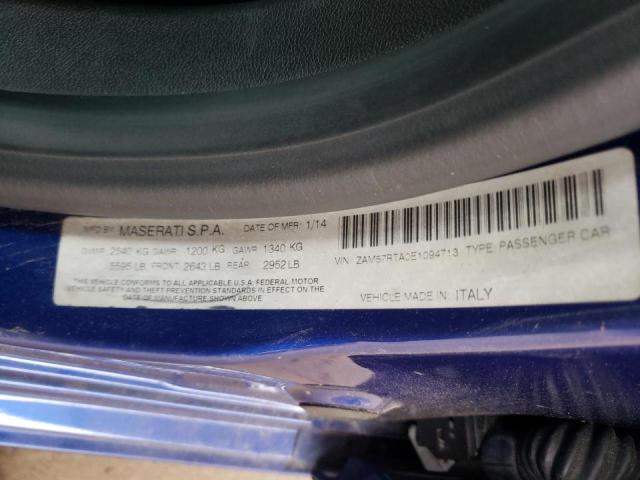 MFD BY: MASERATI S.P.A. DATE OF MFR: 1/14
GVWR: 2540 KG GAWR: 1200 KG GAWR: 1340 KG
5595 LB FRONT: 2643 LB REAR: 2952 LB
THIS VEHICLE CONFORMS TO ALL APPLICABLE U.S.A. FEDERAL MOTOR
VEHICLE SAFETY AND THEFT PREVENTION STANDARDS IN EFFECT ON THE
DATE OF MANUFACTURE SHOWN ABOVE
VIN: ZAM57RTA0E1094713 TYPE: PASSENGER CAR
VEHICLE MADE IN: ITALY